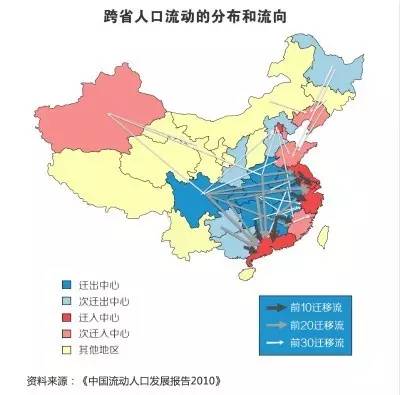 跨省人口流动的分布和流向
迁出中心
次迁出中心
迁入中心
次迁入中心
其他地区
前10迁移流
前20迁移流
前30迁移流
资料来源：《中国流动人口发展报告2010》